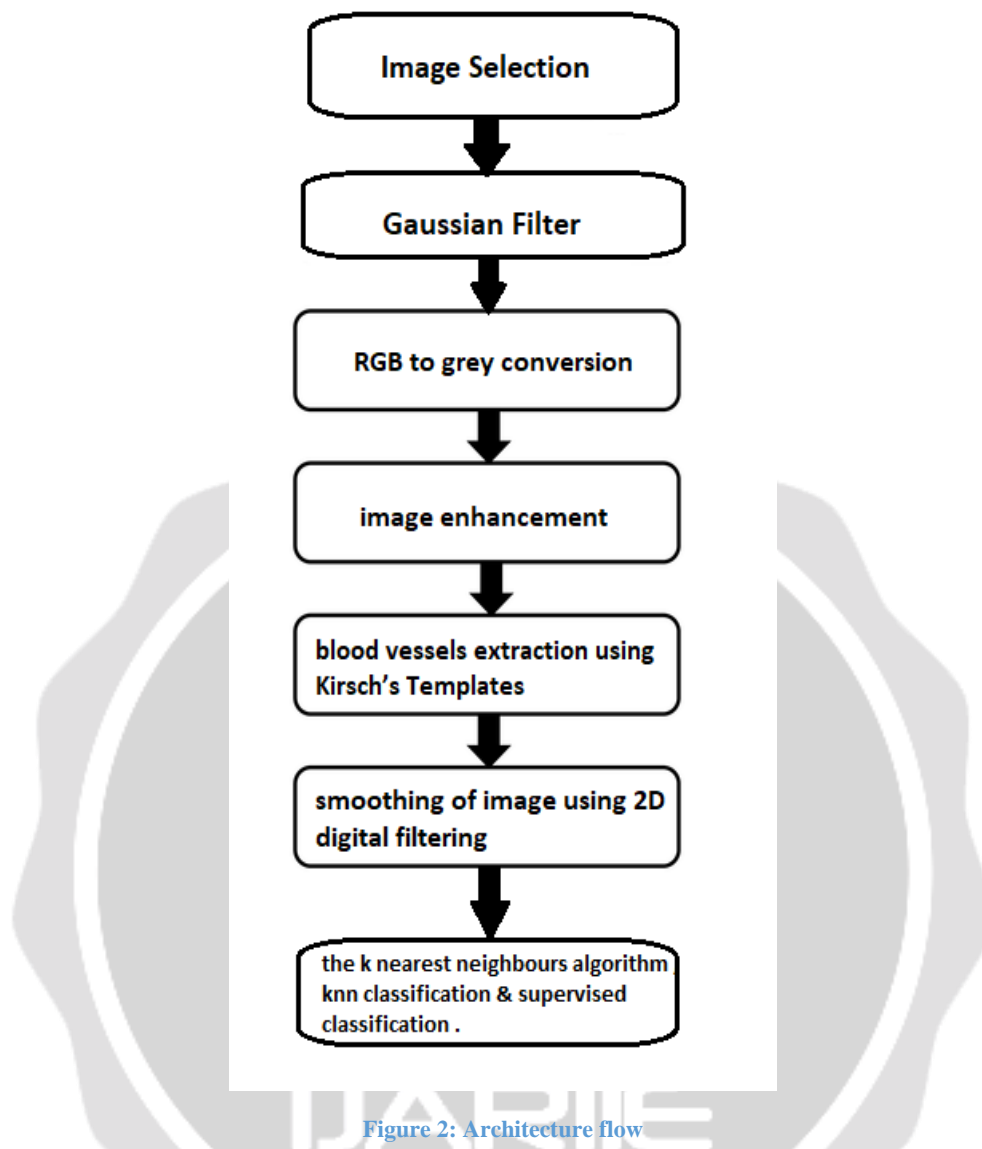 Image Selection
Gaussian Filter
RGB to grey conversion
image enhancement
blood vessels extraction using
Kirsch's Templates
smoothing of image using 2D
digital filtering
the k nearest neighbours algorithm ,
knn classification & supervised
classification .
IJARIIE
Figure 2: Architecture flow